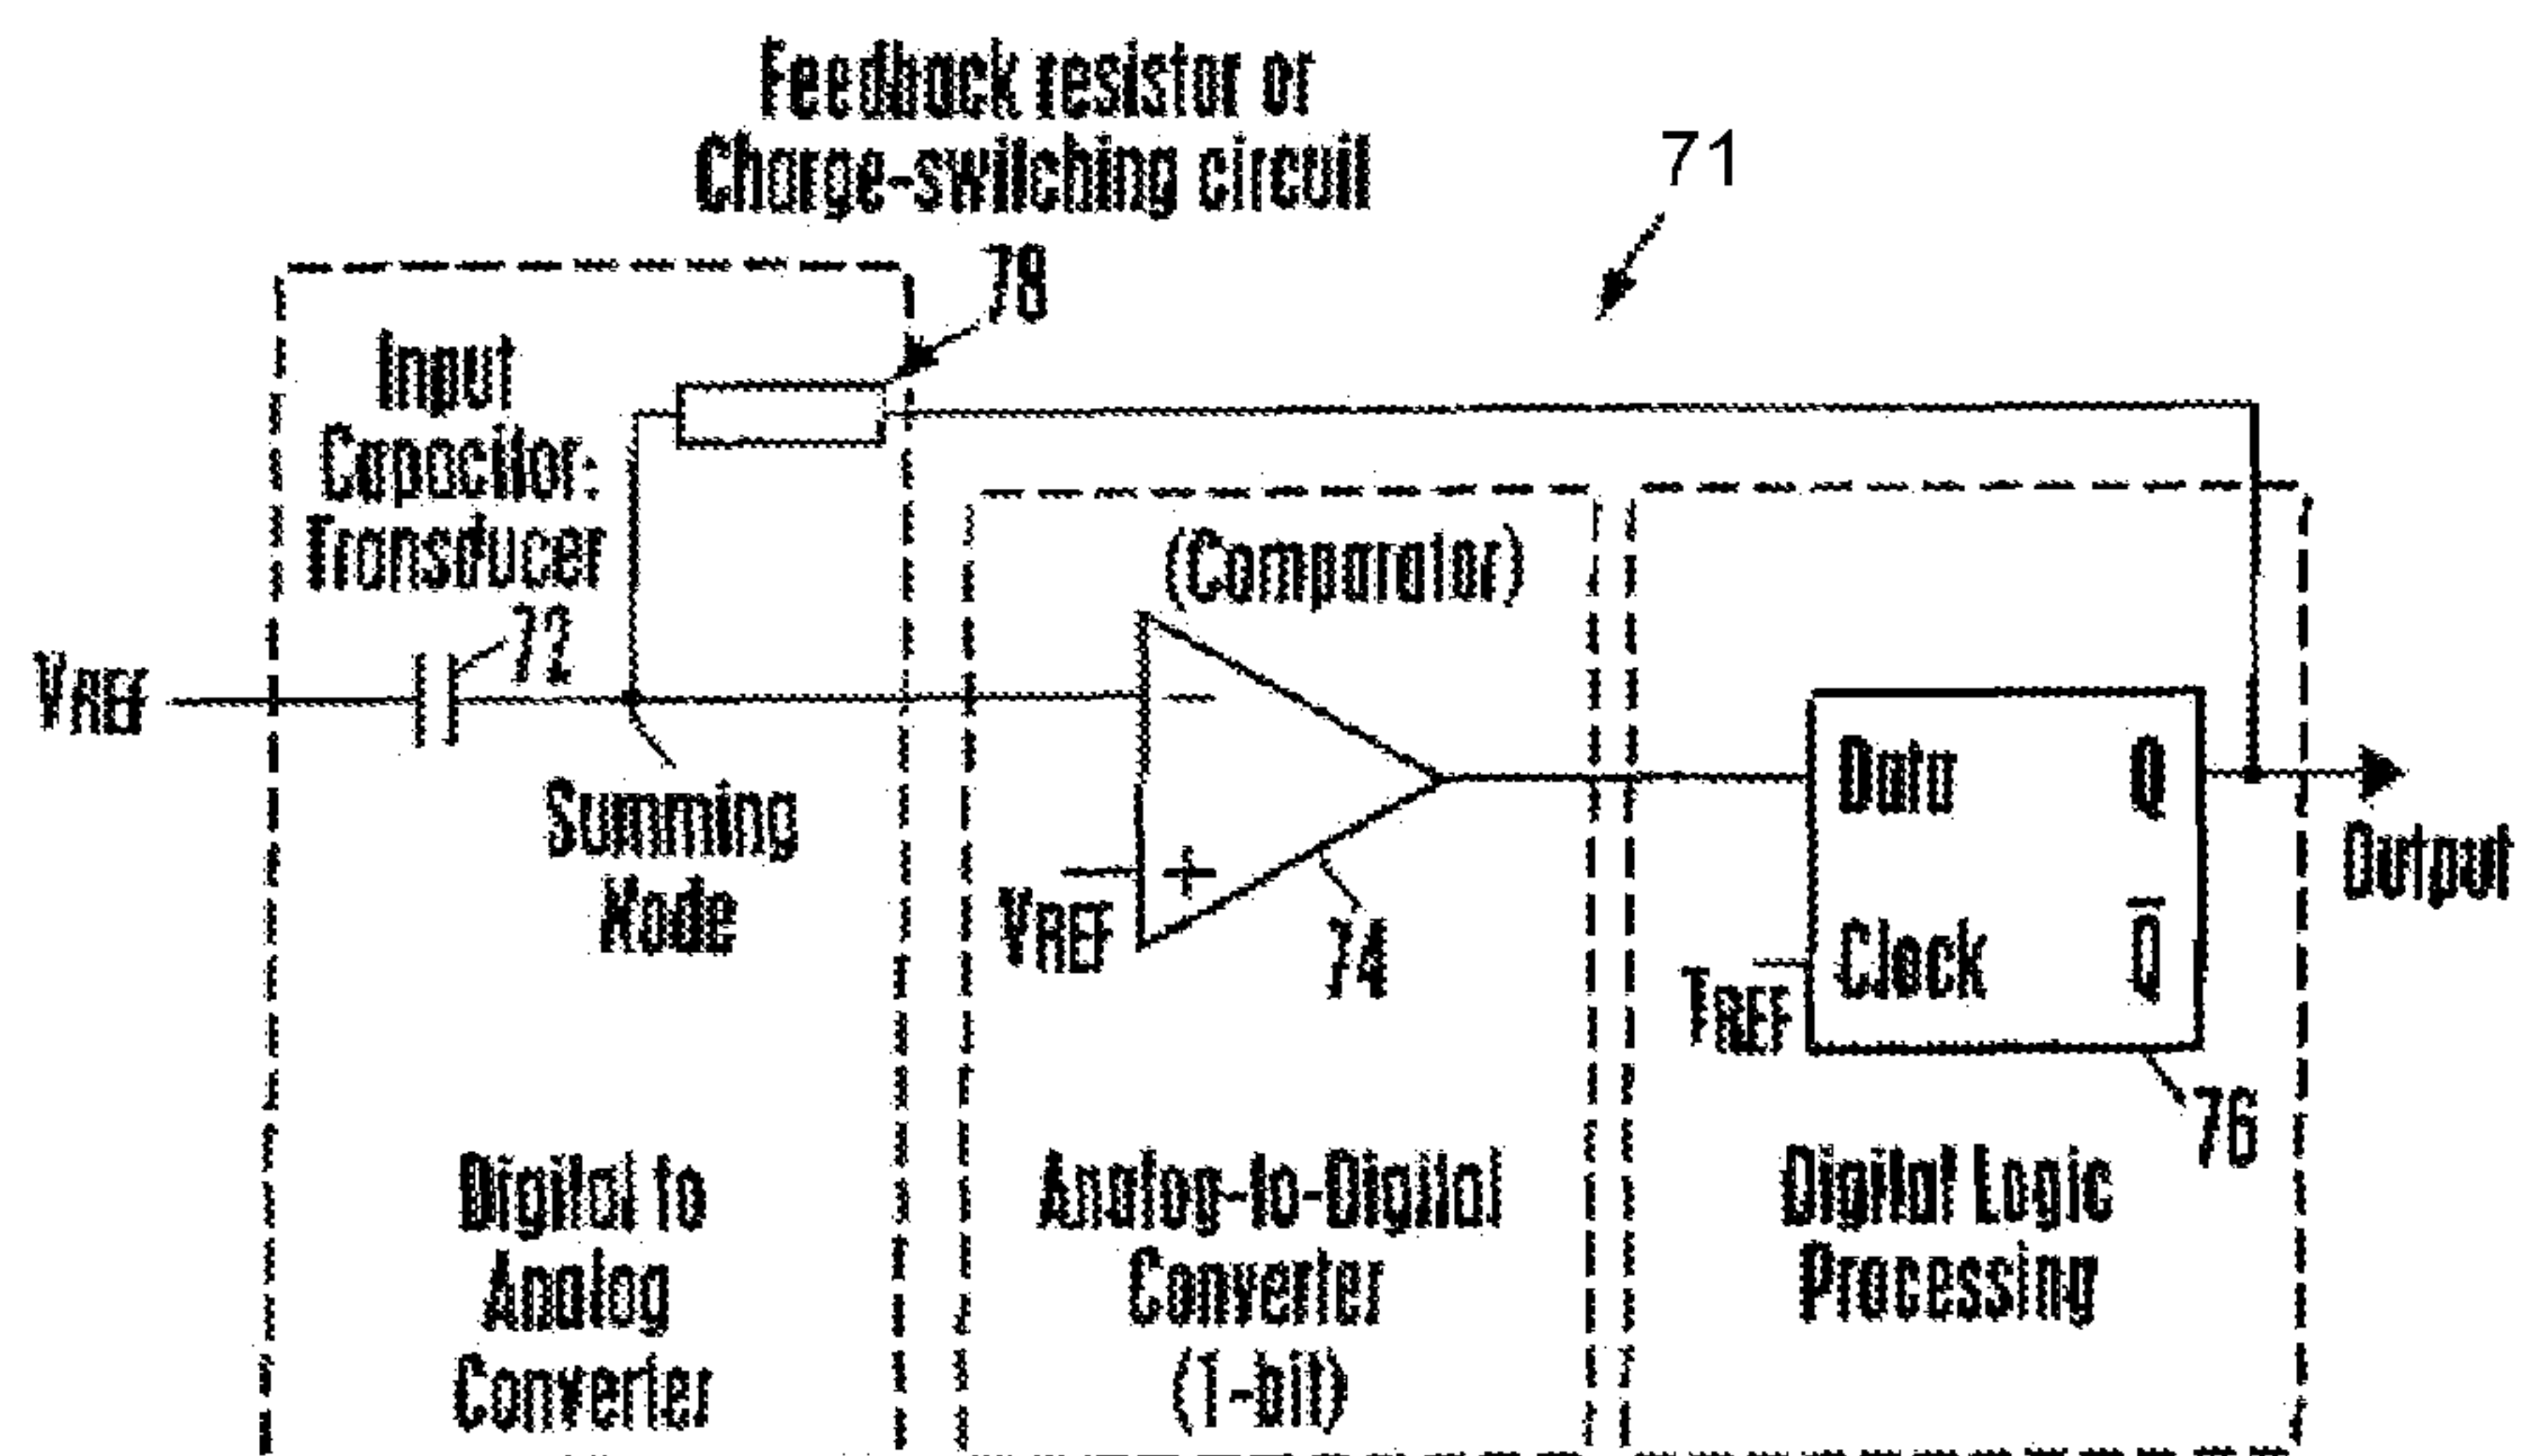 Feedback resistor or
Charge-switching circuit
78
71
Input
Capacitor:
Transducer
72
VREF
Summing
Node
(Comparator)
−
+
VREF
74
Data
Q
Clock
Q̅
TREF
76
Output
Digital to
Analog
Converter
Analog-to-Digital
Converter
(1-bit)
Digital Logic
Processing